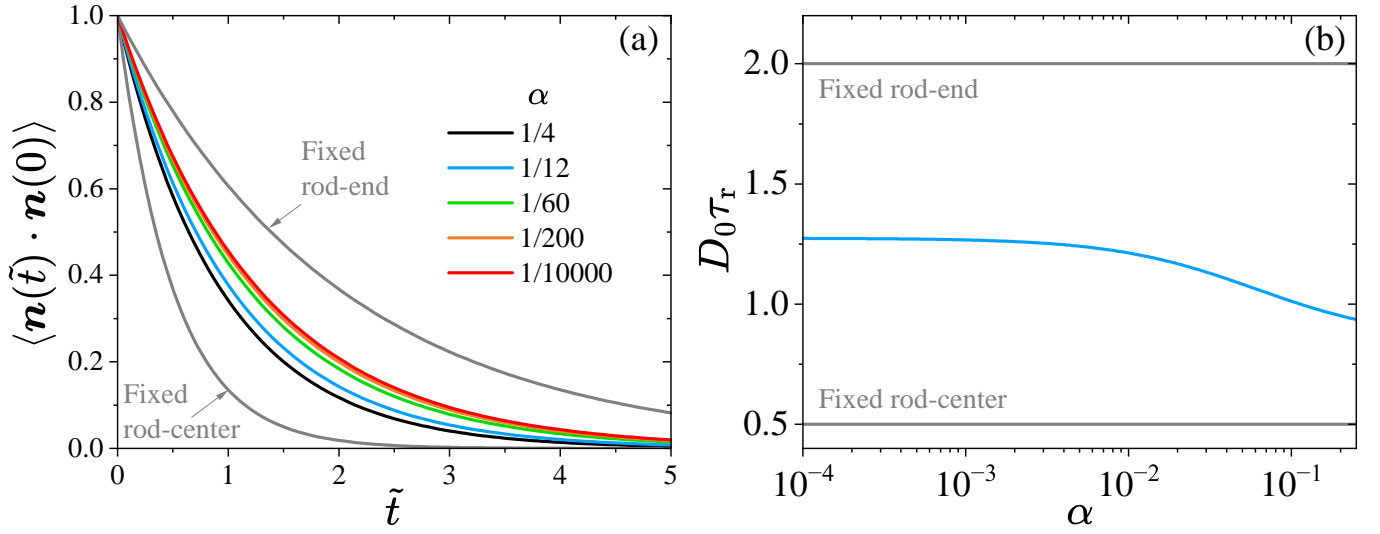 (a)
⟨n(t̃) · n(0)⟩
1.0
0.8
0.6
0.4
0.2
0.0
α
1/4
1/12
1/60
1/200
1/10000
Fixed
rod-end
Fixed
rod-center
0 1 2 3 4 5
t̃
(b)
D₀τᵣ
2.0
1.5
1.0
0.5
Fixed rod-end
Fixed rod-center
10⁻⁴ 10⁻³ 10⁻² 10⁻¹
α